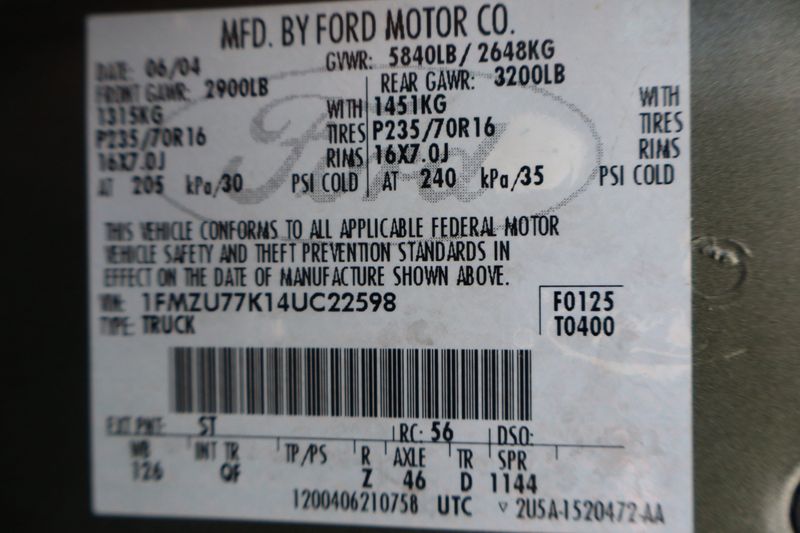 MFD. BY FORD MOTOR CO.
DATE: 06/04 GVWR: 5840LB/ 2648KG
FRONT GAWR: 2900LB REAR GAWR: 3200LB
1315KG WITH 1451KG WITH
P235/70R16 TIRES P235/70R16 TIRES
16X7.0J RIMS 16X7.0J RIMS
AT 205 kPa/30 PSI COLD AT 240 kPa/35 PSI COLD
Ford
THIS VEHICLE CONFORMS TO ALL APPLICABLE FEDERAL MOTOR
VEHICLE SAFETY AND THEFT PREVENTION STANDARDS IN
EFFECT ON THE DATE OF MANUFACTURE SHOWN ABOVE.
VIN: 1FMZU77K14UC22598 F0125
TYPE: TRUCK T0400
EXT PNT: ST RC: 56 DSO:
WB INT TR TP/PS R AXLE TR SPR
126 QF Z 46 D 1144
1200406210758 UTC V 2U5A-1520472-AA